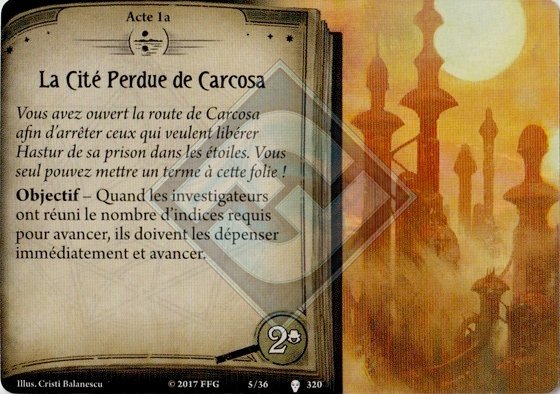 Acte 1a
La Cité Perdue de Carcosa
Vous avez ouvert la route de Carcosa
afin d'arrêter ceux qui veulent libérer
Hastur de sa prison dans les étoiles. Vous
seul pouvez mettre un terme à cette folie !
Objectif – Quand les investigateurs
ont réuni le nombre d'indices requis
pour avancer, ils doivent les dépenser
immédiatement et avancer.
2
Illus. Cristi Balanescu © 2017 FFG 5/36 320